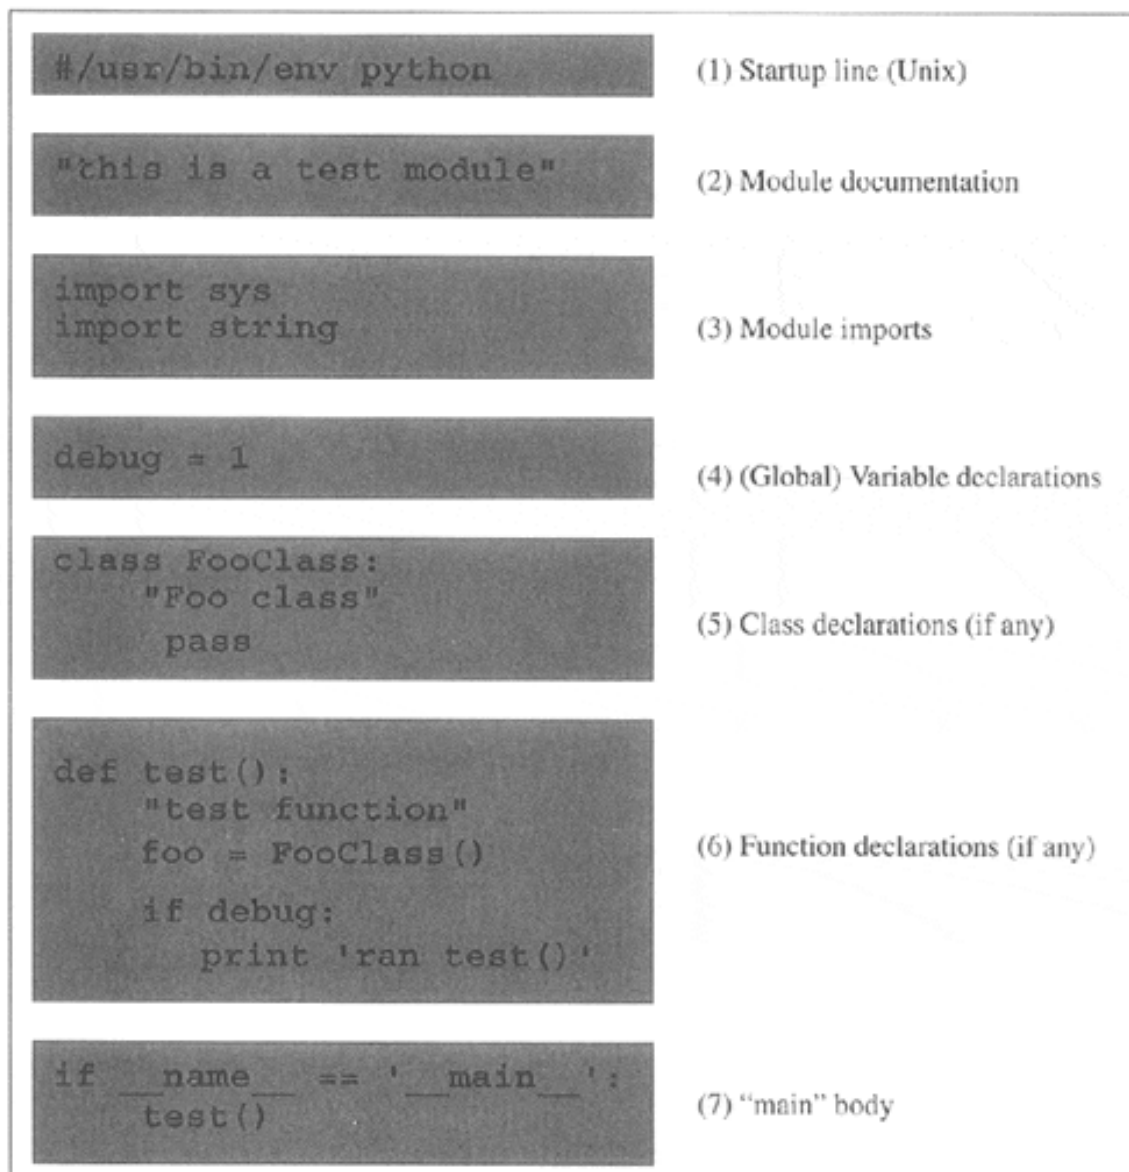 #/usr/bin/env python
(1) Startup line (Unix)
"this is a test module"
(2) Module documentation
import sys
import string
(3) Module imports
debug = 1
(4) (Global) Variable declarations
class FooClass:
"Foo class"
pass
(5) Class declarations (if any)
def test():
"test function"
foo = FooClass()
if debug:
print 'ran test()'
(6) Function declarations (if any)
if __name__ == '__main__':
test()
(7) “main” body